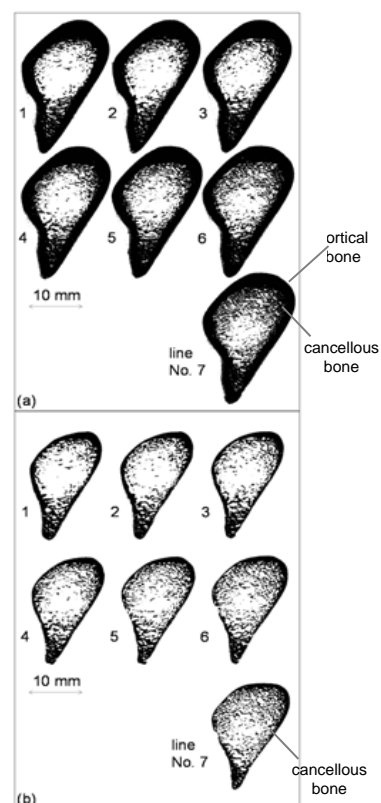 1
2
3
4
5
6
ortical
bone
10 mm
cancellous
bone
line
No. 7
(a)
1
2
3
4
5
6
10 mm
line
No. 7
cancellous
bone
(b)